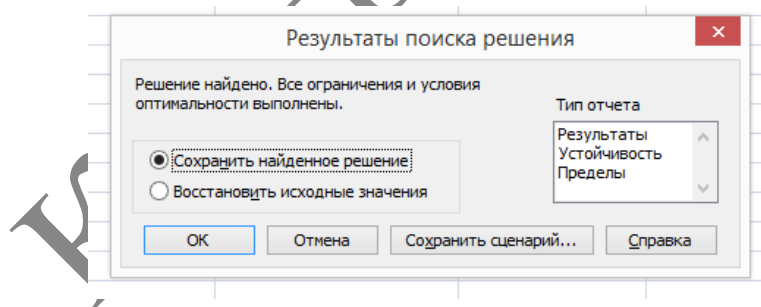 Результаты поиска решения
Решение найдено. Все ограничения и условия
оптимальности выполнены.
Тип отчета
Результаты
Устойчивость
Пределы
Сохранить найденное решение
Восстановить исходные значения
ОК
Отмена
Сохранить сценарий...
Справка